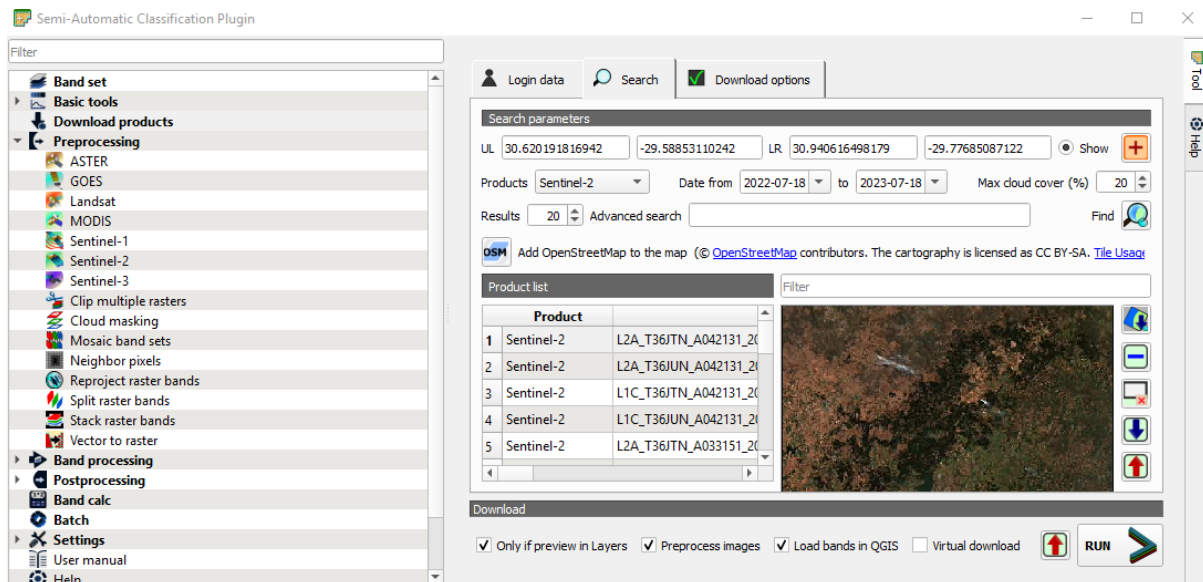 Semi-Automatic Classification Plugin
Filter
Band set
Basic tools
Download products
Preprocessing
ASTER
GOES
Landsat
MODIS
Sentinel-1
Sentinel-2
Sentinel-3
Clip multiple rasters
Cloud masking
Mosaic band sets
Neighbor pixels
Reproject raster bands
Split raster bands
Stack raster bands
Vector to raster
Band processing
Postprocessing
Band calc
Batch
Settings
User manual
Help
Login data Search Download options
Search parameters
UL 30.620191816942 -29.58853110242 LR 30.940616498179 -29.77685087122 Show
Products Sentinel-2 Date from 2022-07-18 to 2023-07-18 Max cloud cover (%) 20
Results 20 Advanced search Find
OSM Add OpenStreetMap to the map (© OpenStreetMap contributors. The cartography is licensed as CC BY-SA. Tile Usage
Product list Filter
Product
1 Sentinel-2 L2A_T36JTN_A042131_20
2 Sentinel-2 L2A_T36JUN_A042131_20
3 Sentinel-2 L1C_T36JTN_A042131_20
4 Sentinel-2 L1C_T36JUN_A042131_20
5 Sentinel-2 L2A_T36JTN_A033151_20
Download
Only if preview in Layers Preprocess images Load bands in QGIS Virtual download RUN
Tool
Help